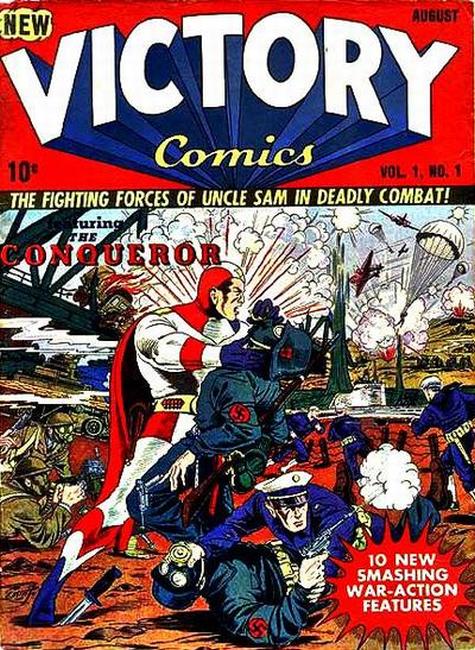 NEW
AUGUST
VICTORY
Comics
10¢
VOL. 1, NO. 1
THE FIGHTING FORCES OF UNCLE SAM IN DEADLY COMBAT!
featuring
THE
CONQUEROR
10 NEW
SMASHING
WAR-ACTION
FEATURES